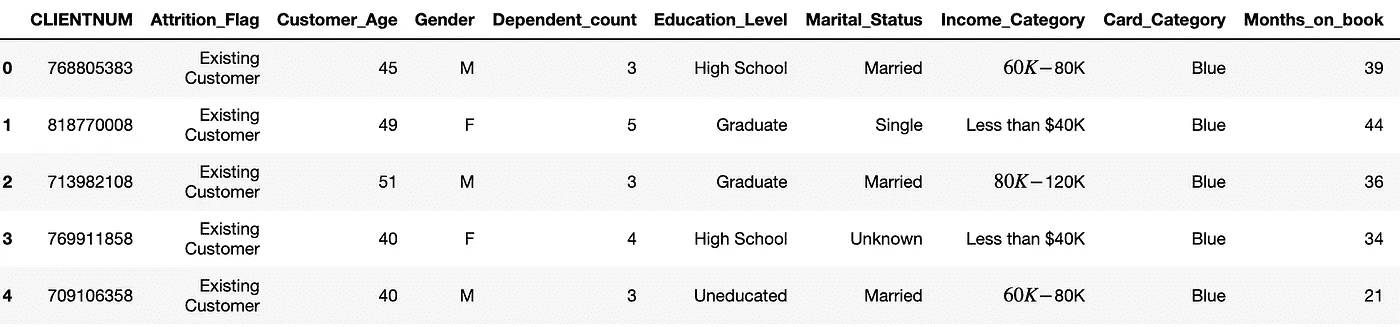 CLIENTNUM Attrition_Flag Customer_Age Gender Dependent_count Education_Level Marital_Status Income_Category Card_Category Months_on_book
0 768805383 Existing Customer 45 M 3 High School Married 60K−80K Blue 39
1 818770008 Existing Customer 49 F 5 Graduate Single Less than $40K Blue 44
2 713982108 Existing Customer 51 M 3 Graduate Married 80K−120K Blue 36
3 769911858 Existing Customer 40 F 4 High School Unknown Less than $40K Blue 34
4 709106358 Existing Customer 40 M 3 Uneducated Married 60K−80K Blue 21